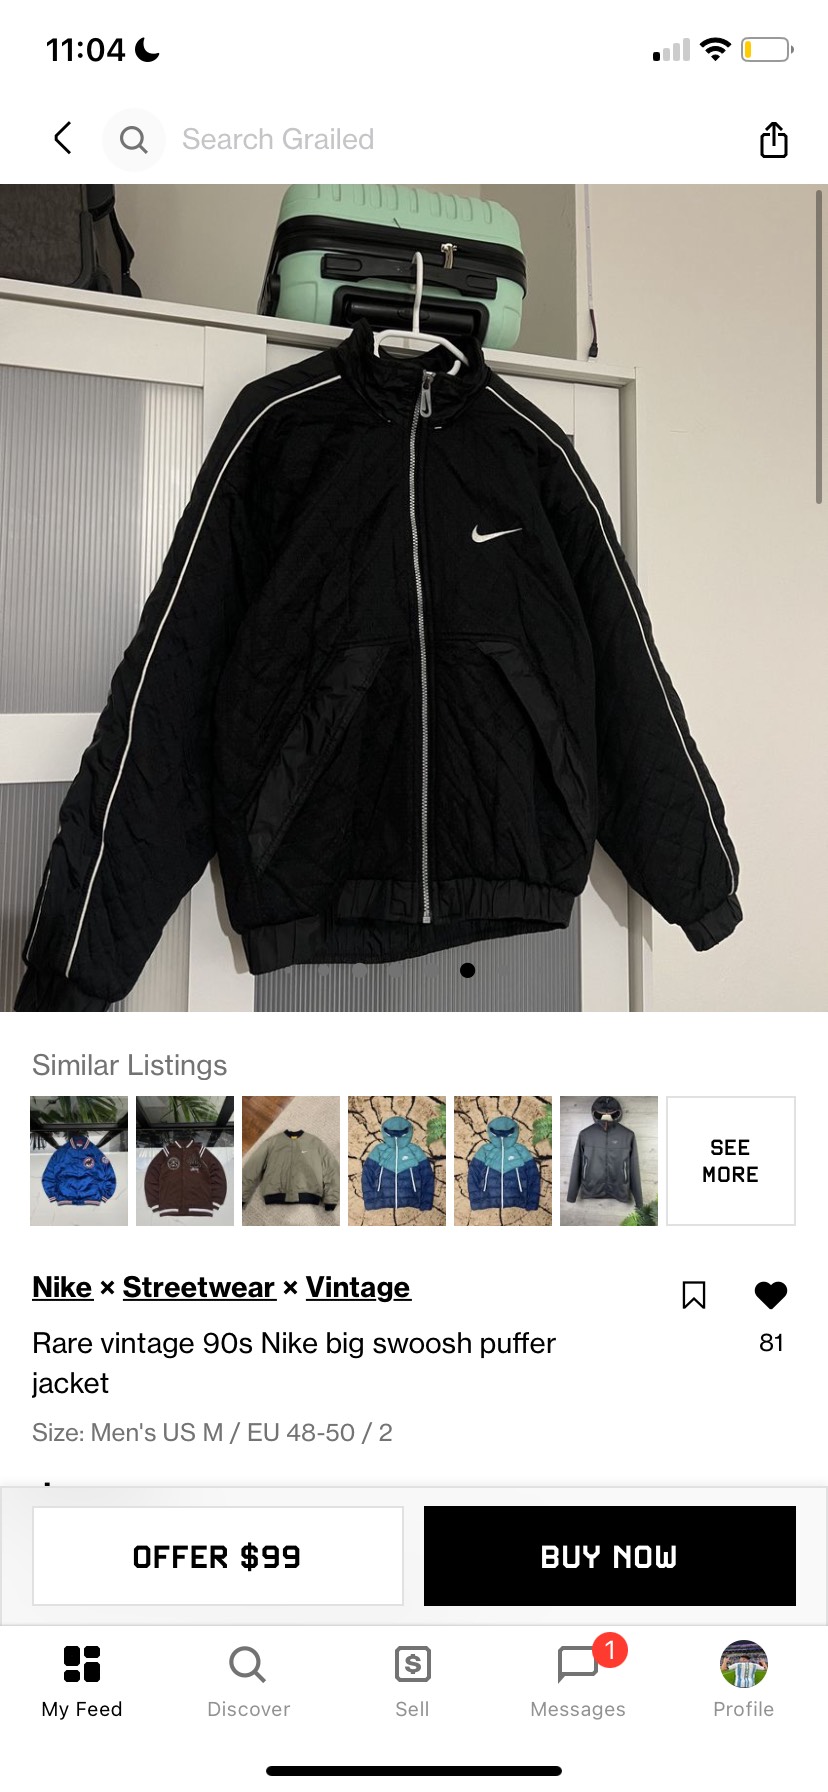 11:04
Search Grailed
Similar Listings
SEE
MORE
Nike × Streetwear × Vintage
81
Rare vintage 90s Nike big swoosh puffer
jacket
Size: Men's US M / EU 48-50 / 2
OFFER $99
BUY NOW
1
My Feed
Discover
Sell
Messages
Profile